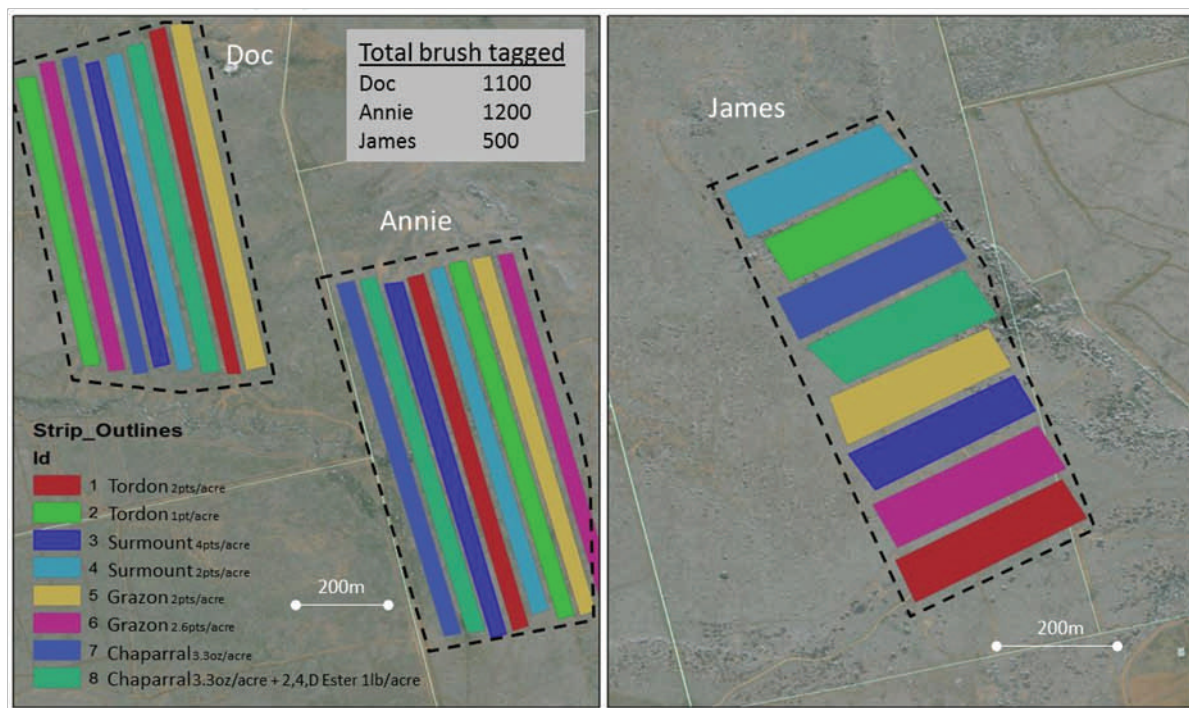 Doc
Total brush tagged
Doc 1100
Annie 1200
James 500
Annie
Strip_Outlines
Id
1 Tordon 2pts/acre
2 Tordon 1pt/acre
3 Surmount 4pts/acre
4 Surmount 2pts/acre
5 Grazon 2pts/acre
6 Grazon 2.6pts/acre
7 Chaparral 3.3oz/acre
8 Chaparral 3.3oz/acre + 2,4,D Ester 1lb/acre
200m
James
200m